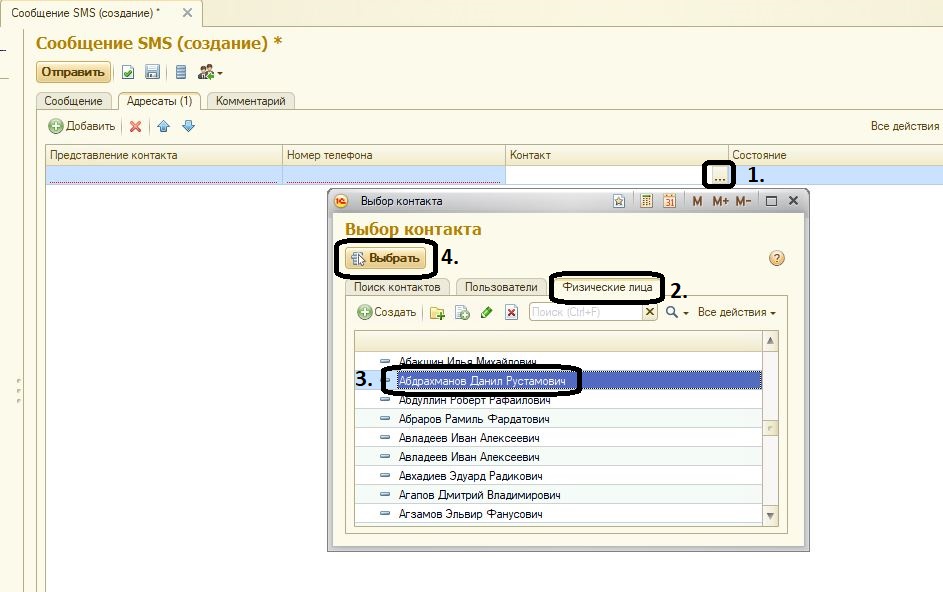 Сообщение SMS (создание) *
Сообщение SMS (создание) *
Отправить
Сообщение Адресаты (1) Комментарий
Добавить Все действия
Представление контакта Номер телефона Контакт Состояние
... 1.
1С Выбор контакта 31 M M+ M-
Выбор контакта
Выбрать 4. ?
Поиск контактов Пользователи Физические лица 2.
Создать Поиск (Ctrl+F) Все действия
Абакшин Илья Михайлович
3. Абдрахманов Данил Рустамович
Абдуллин Роберт Рафаилович
Абраров Рамиль Фардатович
Авладеев Иван Алексеевич
Авладеев Иван Алексеевич
Авхадиев Эдуард Радикович
Агапов Дмитрий Владимирович
Агзамов Эльвир Фанусович